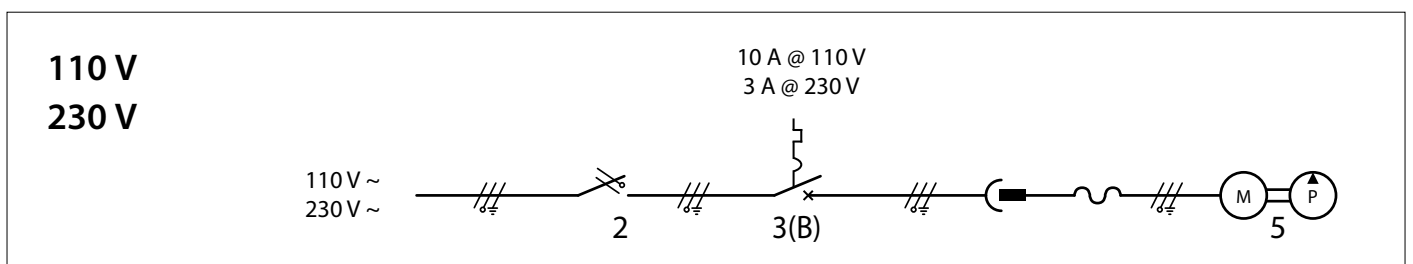 110 V
230 V
10 A @ 110 V
3 A @ 230 V
110 V ~
230 V ~
2
3(B)
M
P
5